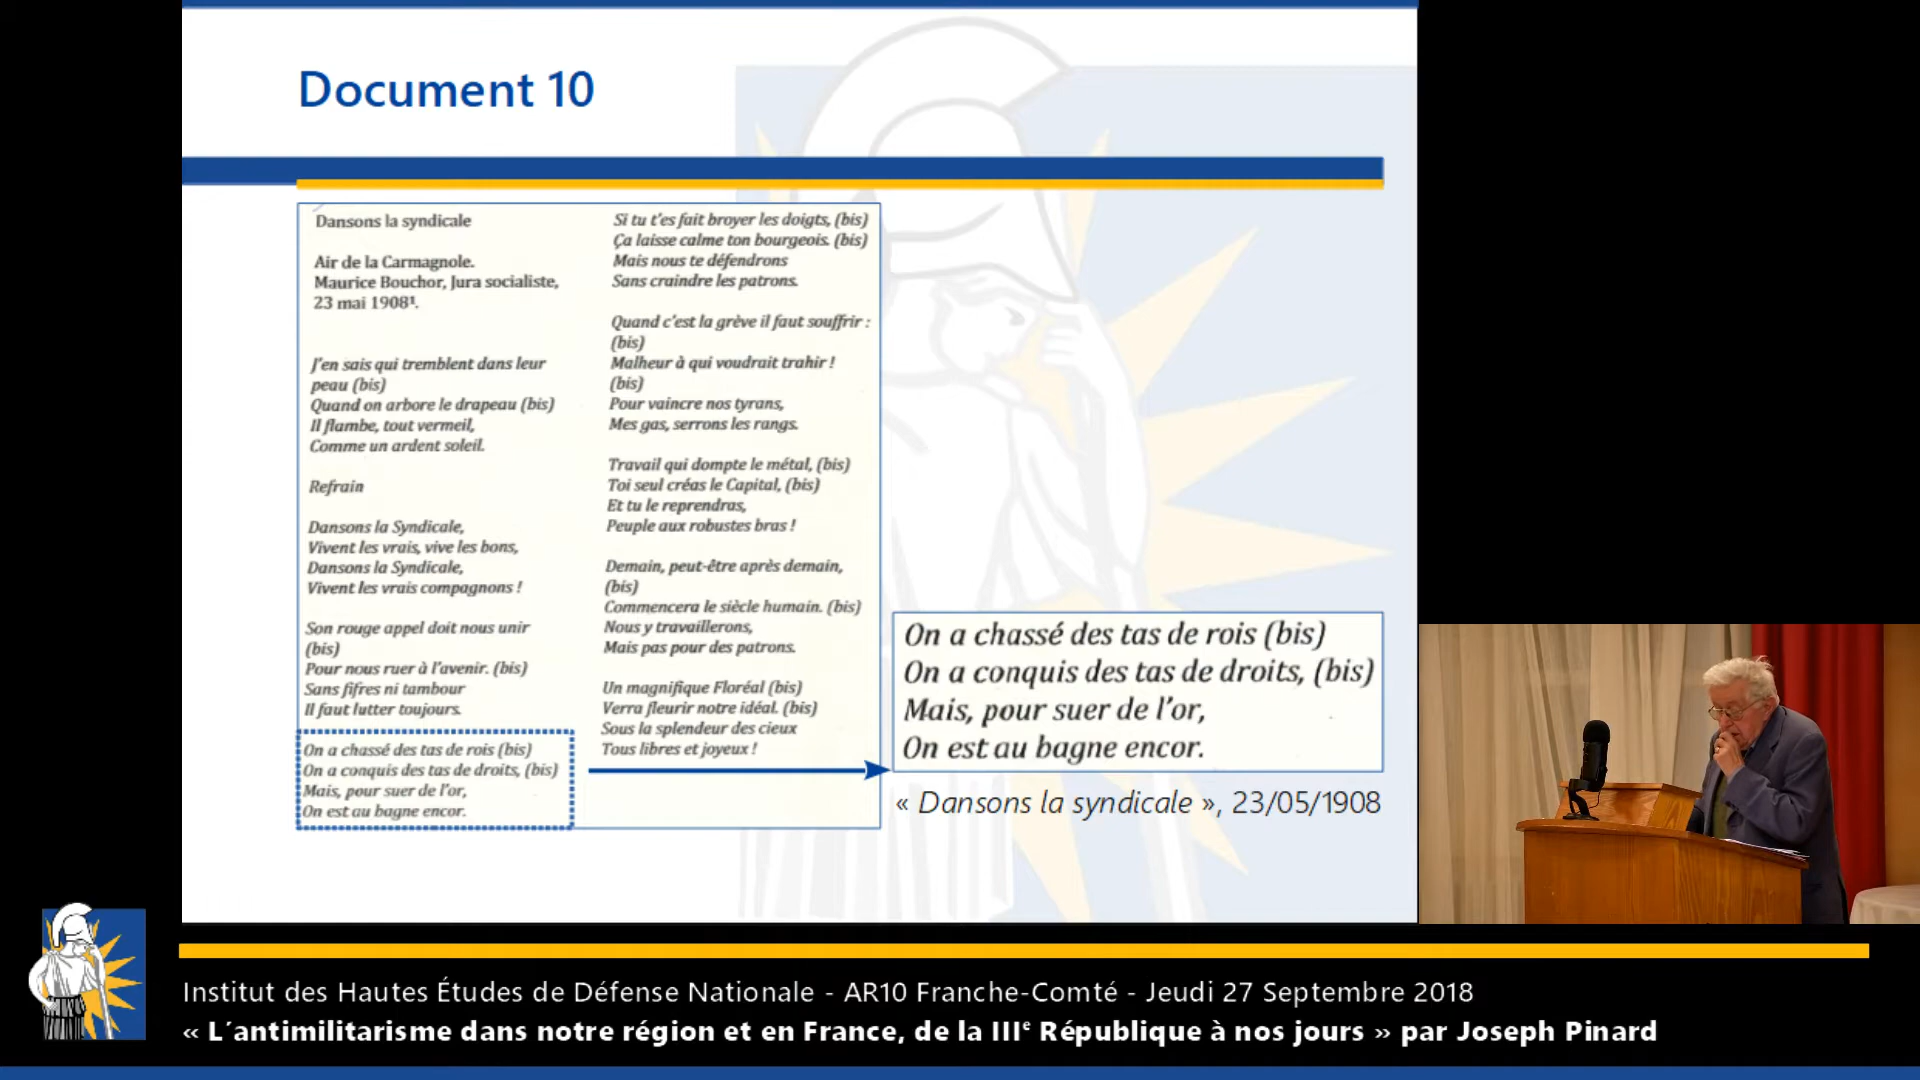 Document 10
Dansons la syndicale
Air de la Carmagnole.
Maurice Bouchor, Jura socialiste,
23 mai 1908¹.
J'en sais qui tremblent dans leur
peau (bis)
Quand on arbore le drapeau (bis)
Il flambe, tout vermeil,
Comme un ardent soleil.
Refrain
Dansons la Syndicale,
Vivent les vrais, vive les bons,
Dansons la Syndicale,
Vivent les vrais compagnons !
Son rouge appel doit nous unir
(bis)
Pour nous ruer à l'avenir. (bis)
Sans fifres ni tambour
Il faut lutter toujours.
On a chassé des tas de rois (bis)
On a conquis des tas de droits, (bis)
Mais, pour suer de l'or,
On est au bagne encor.
Si tu t'es fait broyer les doigts, (bis)
Ça laisse calme ton bourgeois. (bis)
Mais nous te défendrons
Sans craindre les patrons.
Quand c'est la grève il faut souffrir :
(bis)
Malheur à qui voudrait trahir !
(bis)
Pour vaincre nos tyrans,
Mes gas, serrons les rangs.
Travail qui dompte le métal, (bis)
Toi seul créas le Capital, (bis)
Et tu le reprendras,
Peuple aux robustes bras !
Demain, peut-être après demain,
(bis)
Commencera le siècle humain. (bis)
Nous y travaillerons,
Mais pas pour des patrons.
Un magnifique Floréal (bis)
Verra fleurir notre idéal. (bis)
Sous la splendeur des cieux
Tous libres et joyeux !
On a chassé des tas de rois (bis)
On a conquis des tas de droits, (bis)
Mais, pour suer de l'or,
On est au bagne encor.
« Dansons la syndicale », 23/05/1908
Institut des Hautes Études de Défense Nationale - AR10 Franche-Comté - Jeudi 27 Septembre 2018
« L´antimilitarisme dans notre région et en France, de la IIIᵉ République à nos jours » par Joseph Pinard